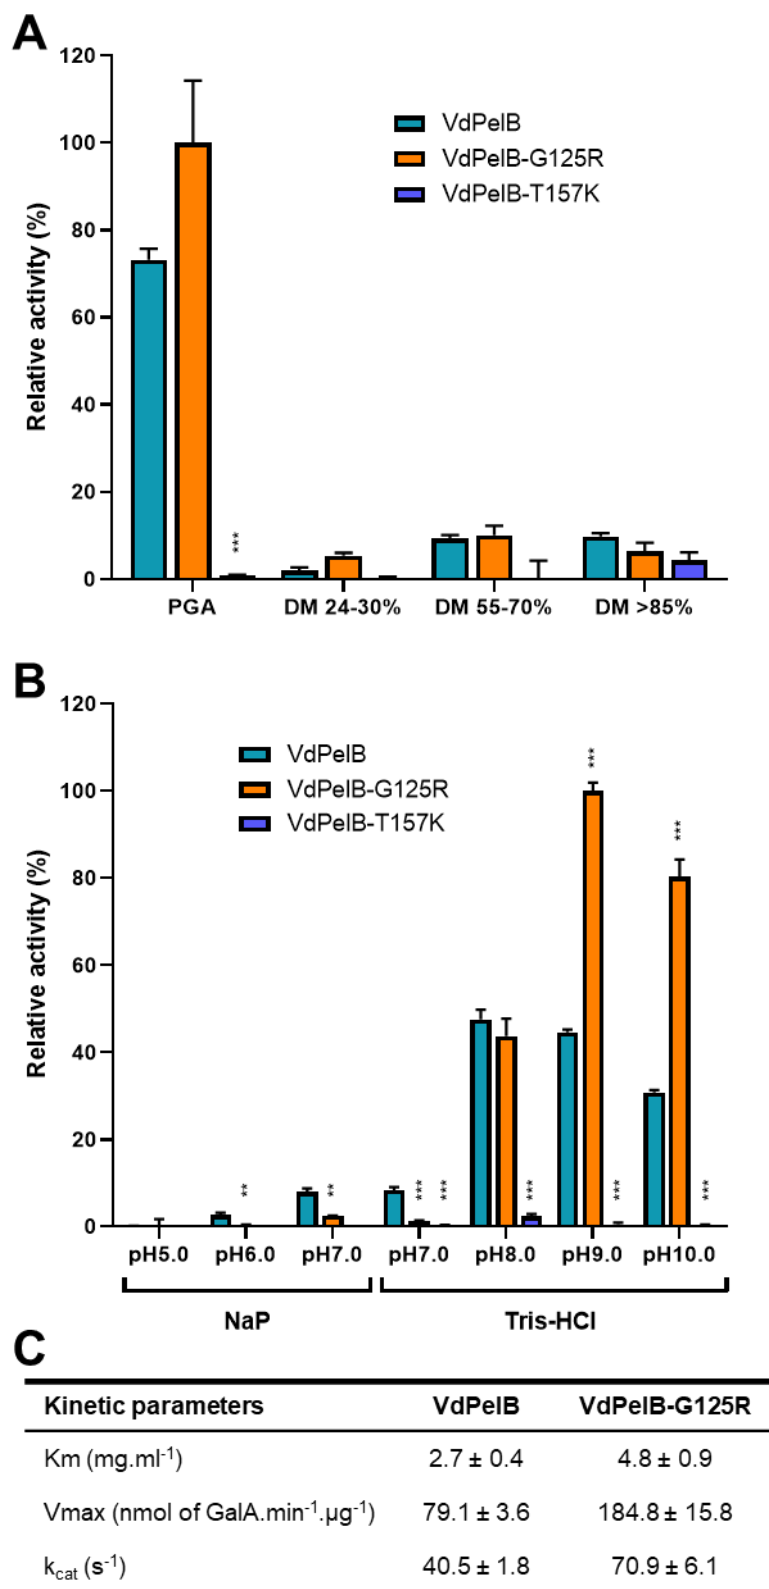 A
120
100
80
60
40
20
0
Relative activity (%)
VdPelB
VdPelB-G125R
VdPelB-T157K
***
PGA DM 24-30% DM 55-70% DM >85%
B
120
100
80
60
40
20
0
Relative activity (%)
VdPelB
VdPelB-G125R
VdPelB-T157K
** ** *** *** *** *** *** *** ***
pH5.0 pH6.0 pH7.0 pH7.0 pH8.0 pH9.0 pH10.0
NaP Tris-HCl
C
Kinetic parameters VdPelB VdPelB-G125R
Km (mg.ml⁻¹) 2.7 ± 0.4 4.8 ± 0.9
Vmax (nmol of GalA.min⁻¹.µg⁻¹) 79.1 ± 3.6 184.8 ± 15.8
k_cat (s⁻¹) 40.5 ± 1.8 70.9 ± 6.1